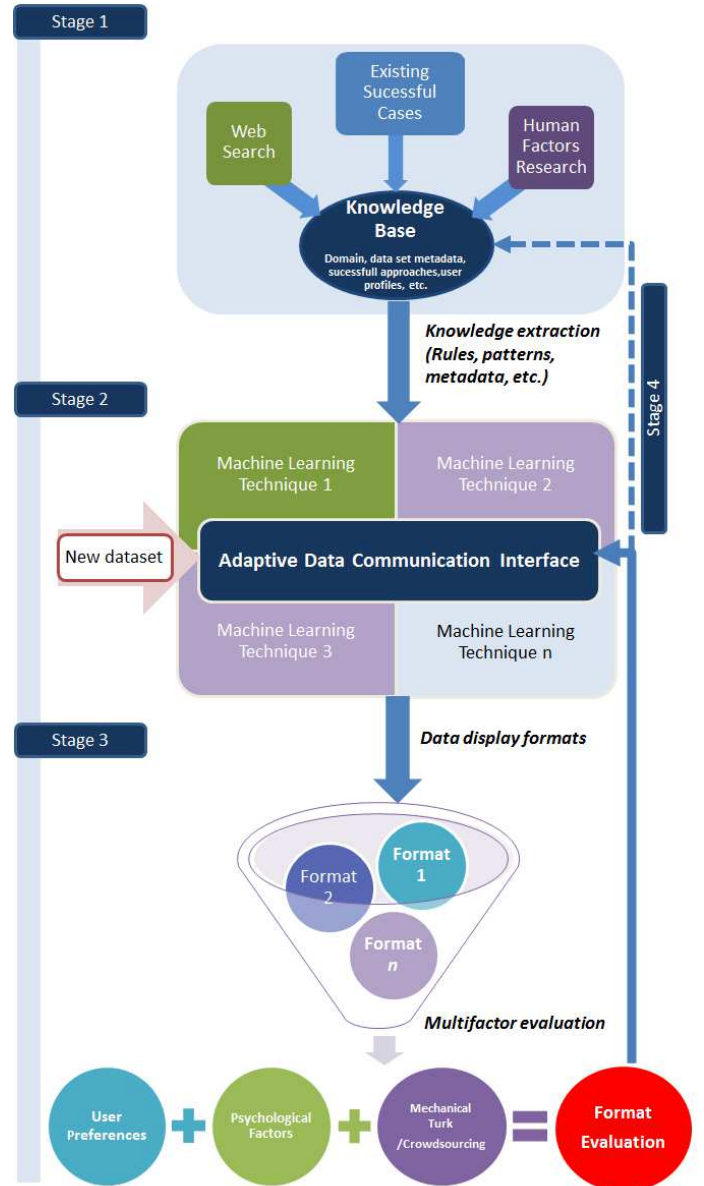 Stage 1
Existing
Sucessful
Cases
Web
Search
Human
Factors
Research
Knowledge
Base
Domain, data set metadata,
sucessfull approaches,user
profiles, etc.
Knowledge extraction
(Rules, patterns,
metadata, etc.)
Stage 4
Stage 2
Machine Learning
Technique 1
Machine Learning
Technique 2
New dataset
Adaptive Data Communication Interface
Machine Learning
Technique 3
Machine Learning
Technique n
Stage 3
Data display formats
Format
1
Format
2
Format
n
Multifactor evaluation
User
Preferences
+
Psychological
Factors
+
Mechanical
Turk
/Crowdsourcing
=
Format
Evaluation